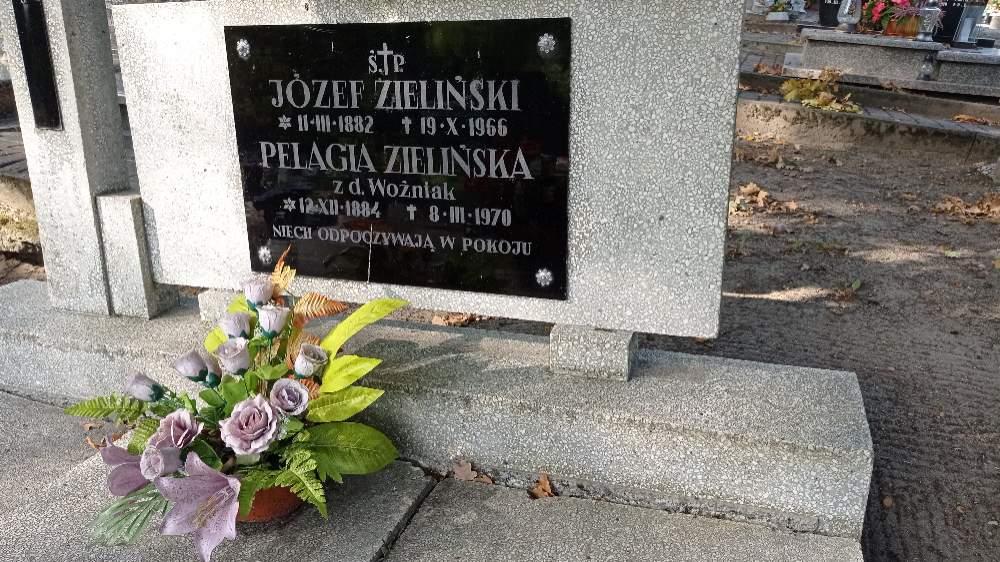 Ś.†P.
JÓZEF ZIELIŃSKI
* 11·III·1882 † 19·X·1966
PELAGIA ZIELIŃSKA
z d. Woźniak
* 12·XII·1884 † 8·III·1970
NIECH ODPOCZYWAJĄ W POKOJU